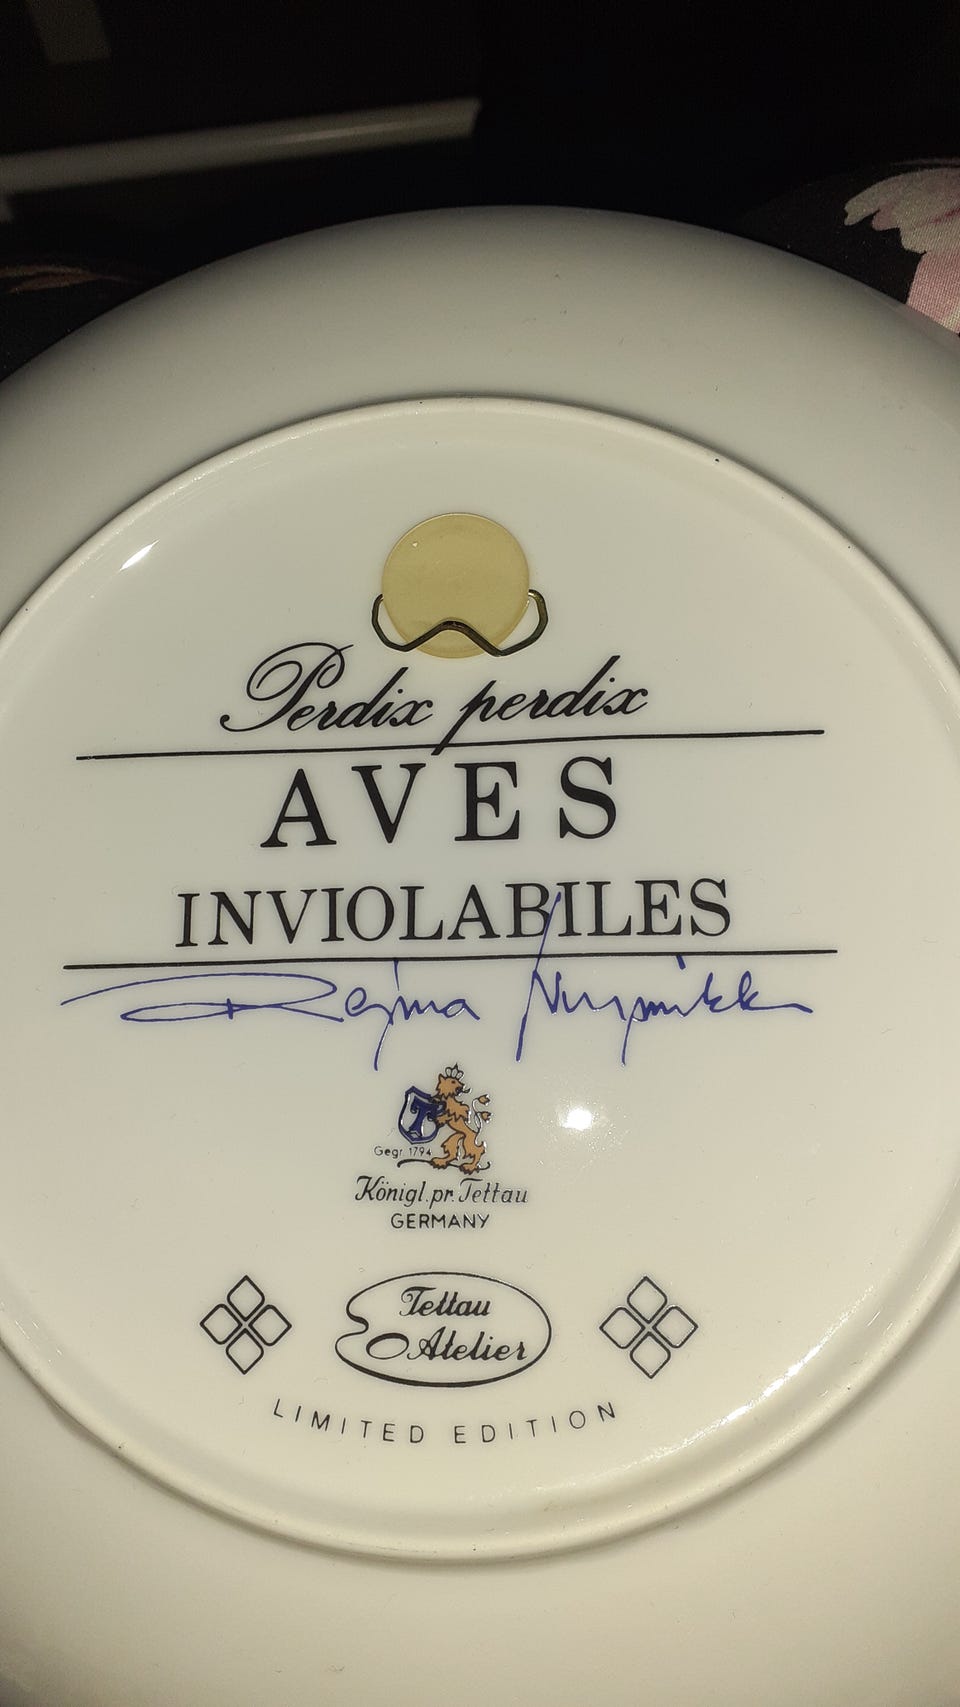 Perdix perdix
AVES
INVIOLABILES
T
Gegr. 1794
Königl. pr. Tettau
GERMANY
Tettau
Atelier
LIMITED EDITION